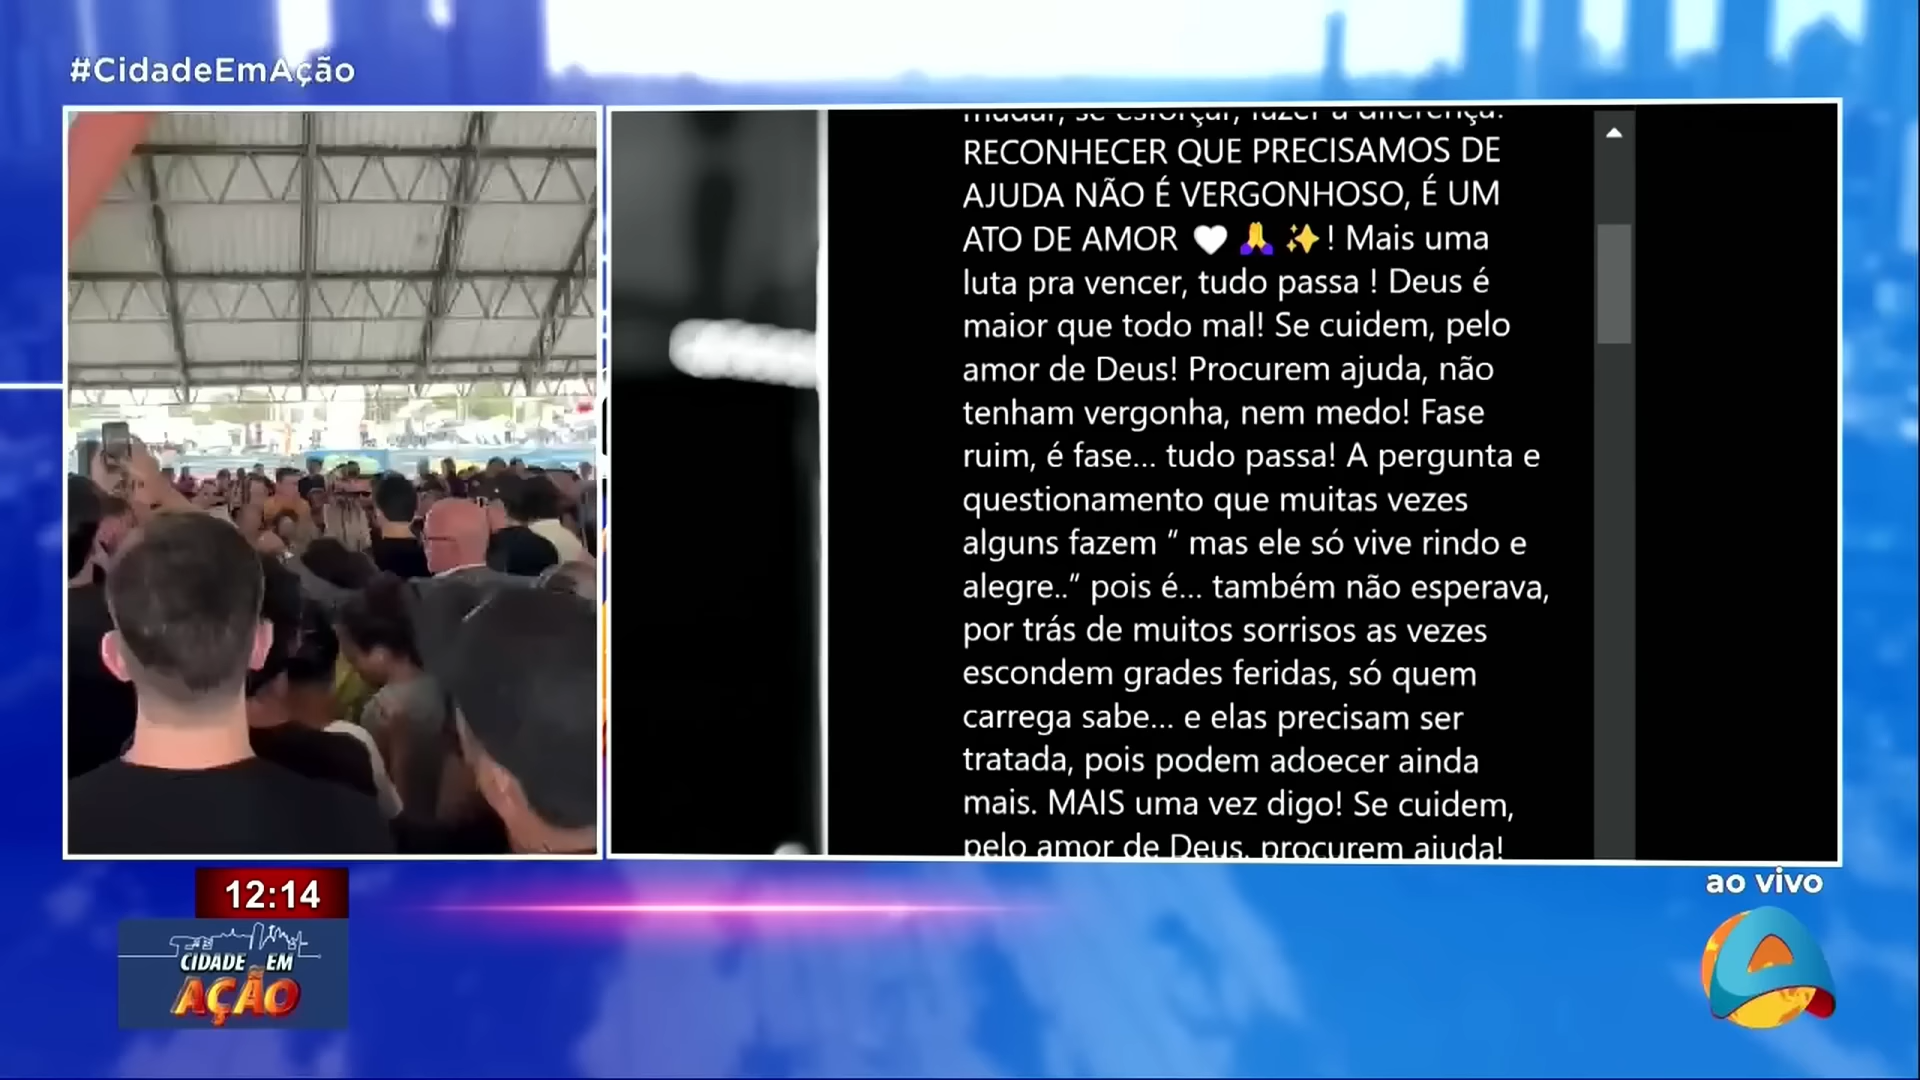 #CidadeEmAção
mudar, se esforçar, fazer a diferença.
RECONHECER QUE PRECISAMOS DE
AJUDA NÃO É VERGONHOSO, É UM
ATO DE AMOR 🤍 🙏 ✨ ! Mais uma
luta pra vencer, tudo passa ! Deus é
maior que todo mal! Se cuidem, pelo
amor de Deus! Procurem ajuda, não
tenham vergonha, nem medo! Fase
ruim, é fase... tudo passa! A pergunta e
questionamento que muitas vezes
alguns fazem “ mas ele só vive rindo e
alegre..” pois é... também não esperava,
por trás de muitos sorrisos as vezes
escondem grades feridas, só quem
carrega sabe... e elas precisam ser
tratada, pois podem adoecer ainda
mais. MAIS uma vez digo! Se cuidem,
pelo amor de Deus, procurem ajuda!
12:14
CIDADE EM
AÇÃO
ao vivo